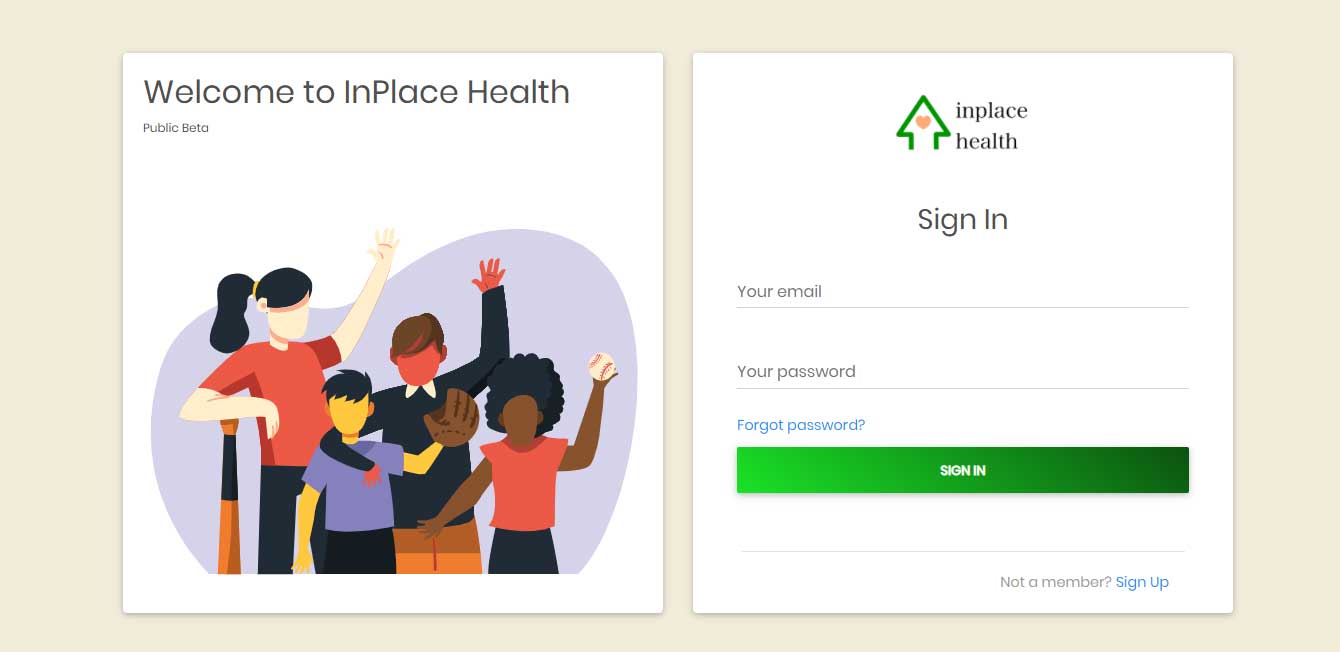 Welcome to InPlace Health
Public Beta
inplace
health
Sign In
Your email
Your password
Forgot password?
SIGN IN
Not a member? Sign Up